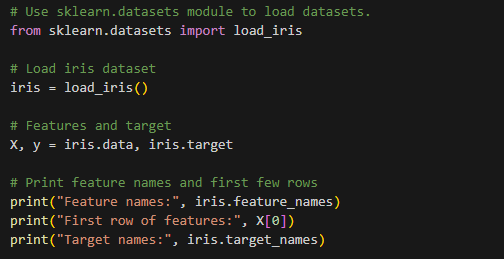 # Use sklearn.datasets module to load datasets.
from sklearn.datasets import load_iris
# Load iris dataset
iris = load_iris()
# Features and target
X, y = iris.data, iris.target
# Print feature names and first few rows
print("Feature names:", iris.feature_names)
print("First row of features:", X[0])
print("Target names:", iris.target_names)